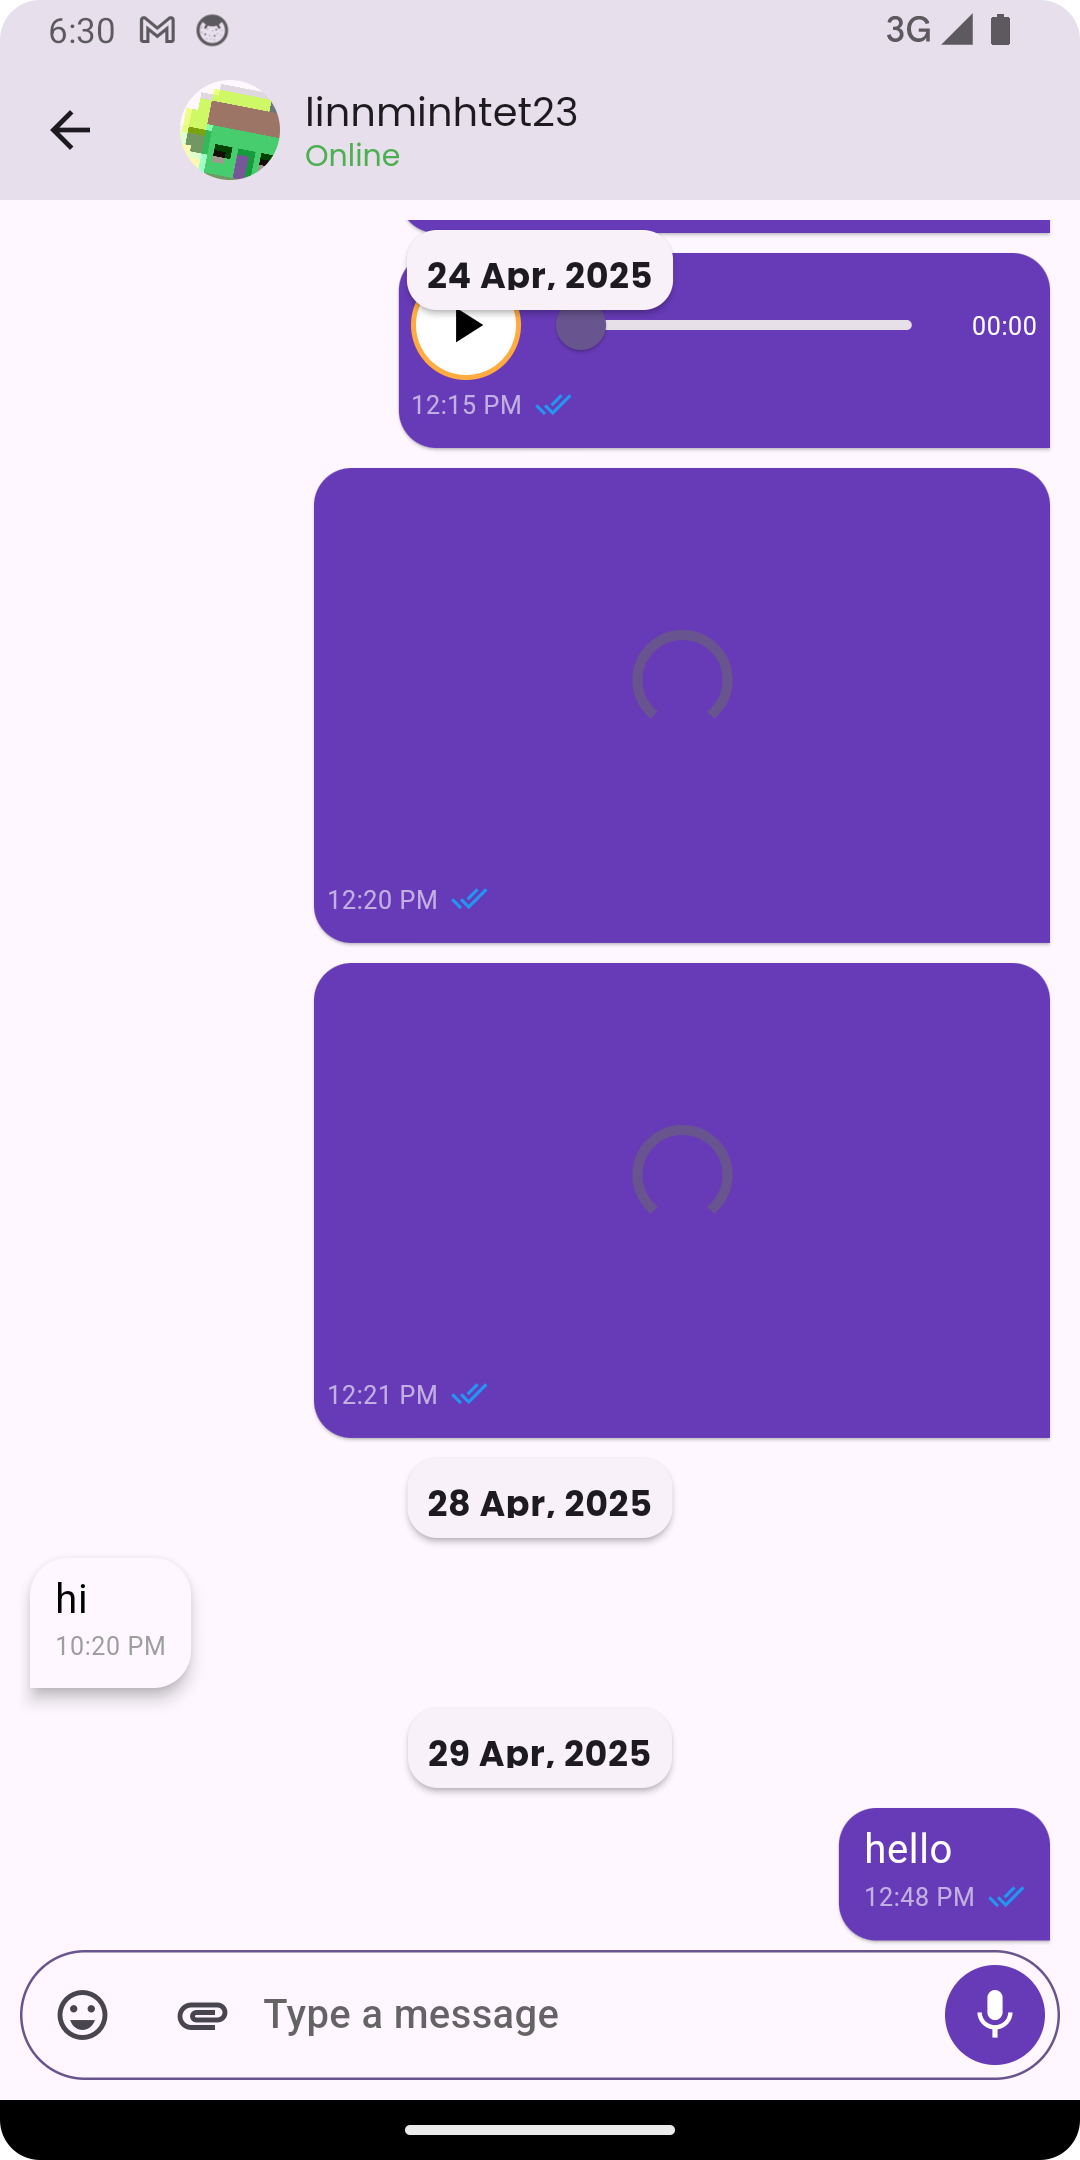 6:30 3G
linnminhtet23
Online
24 Apr, 2025
00:00
12:15 PM
12:20 PM
12:21 PM
28 Apr, 2025
hi
10:20 PM
29 Apr, 2025
hello
12:48 PM
Type a message